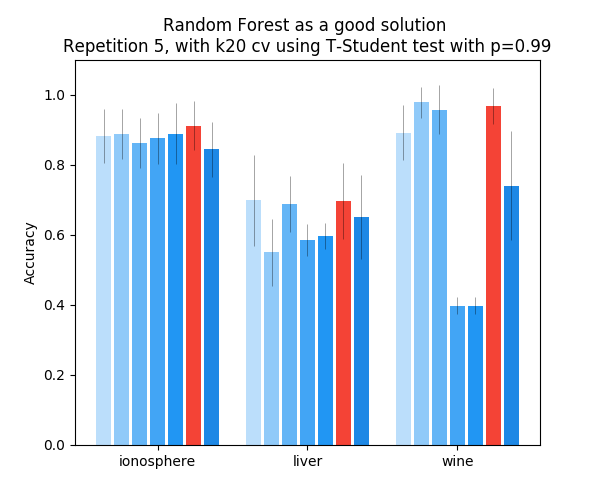 Random Forest as a good solution
Repetition 5, with k20 cv using T-Student test with p=0.99
Accuracy
1.0
0.8
0.6
0.4
0.2
0.0
ionosphere
liver
wine